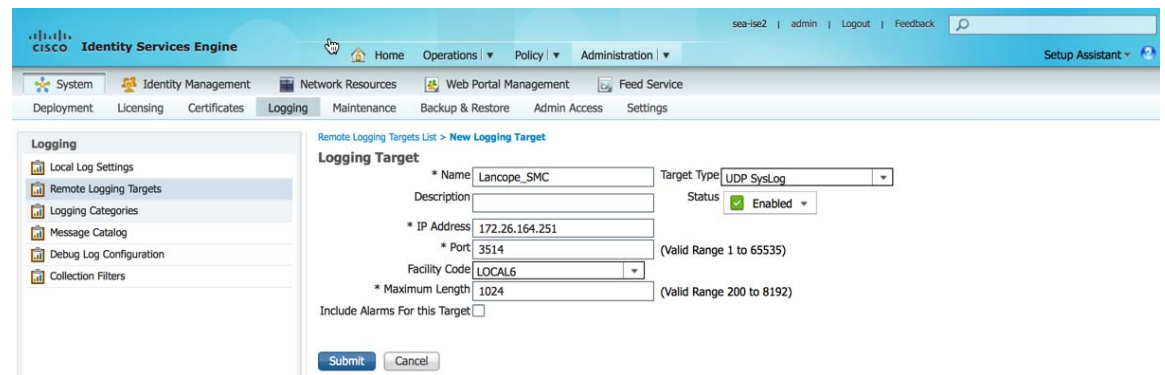 sea-ise2 | admin | Logout | Feedback
cisco Identity Services Engine
Home Operations Policy Administration Setup Assistant
System Identity Management Network Resources Web Portal Management Feed Service
Deployment Licensing Certificates Logging Maintenance Backup & Restore Admin Access Settings
Logging
Local Log Settings
Remote Logging Targets
Logging Categories
Message Catalog
Debug Log Configuration
Collection Filters
Remote Logging Targets List > New Logging Target
Logging Target
* Name Lancope_SMC Target Type UDP SysLog
Description Status Enabled
* IP Address 172.26.164.251
* Port 3514 (Valid Range 1 to 65535)
Facility Code LOCAL6
* Maximum Length 1024 (Valid Range 200 to 8192)
Include Alarms For this Target
Submit Cancel